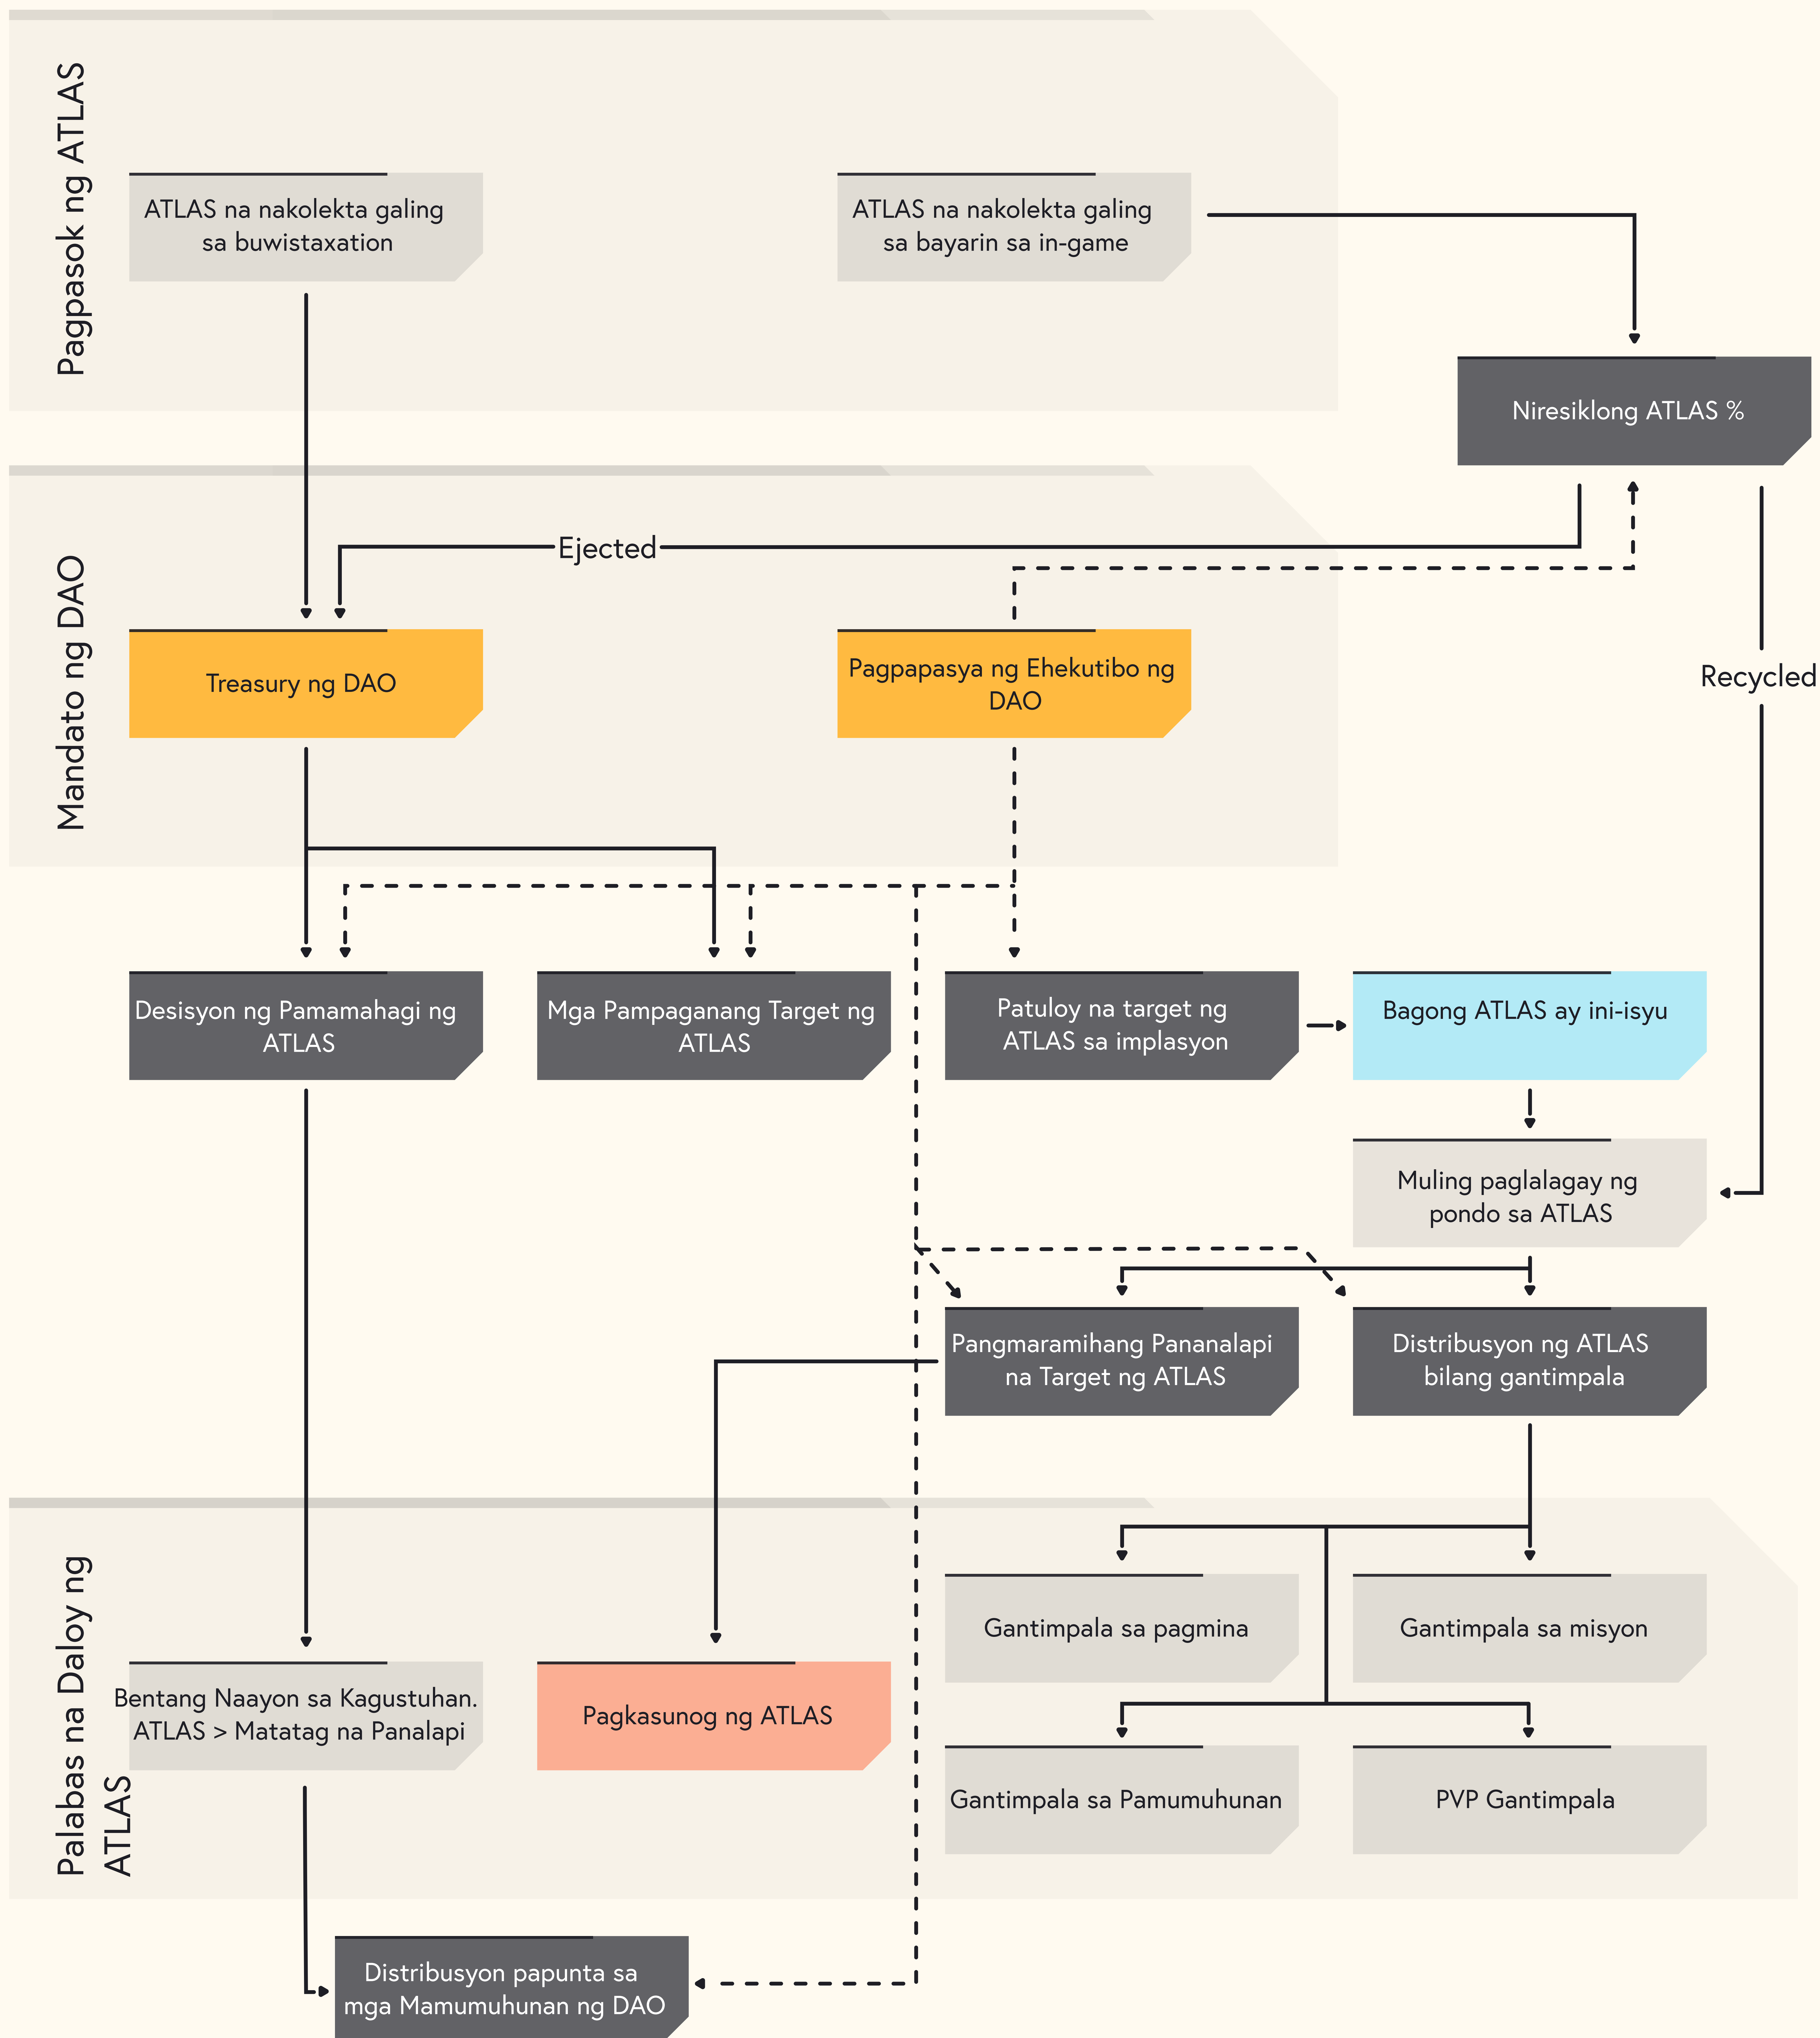 Pagpasok ng ATLAS
ATLAS na nakolekta galing
sa buwistaxation
ATLAS na nakolekta galing
sa bayarin sa in-game
Niresiklong ATLAS %
Mandato ng DAO
Ejected
Treasury ng DAO
Pagpapasya ng Ehekutibo ng
DAO
Recycled
Desisyon ng Pamamahagi ng
ATLAS
Mga Pampaganang Target ng
ATLAS
Patuloy na target ng
ATLAS sa implasyon
Bagong ATLAS ay ini-isyu
Muling paglalagay ng
pondo sa ATLAS
Pangmaramihang Pananalapi
na Target ng ATLAS
Distribusyon ng ATLAS
bilang gantimpala
Palabas na Daloy ng
ATLAS
Gantimpala sa pagmina
Gantimpala sa misyon
Bentang Naayon sa Kagustuhan.
ATLAS > Matatag na Panalapi
Pagkasunog ng ATLAS
Gantimpala sa Pamumuhunan
PVP Gantimpala
Distribusyon papunta sa
mga Mamumuhunan ng DAO